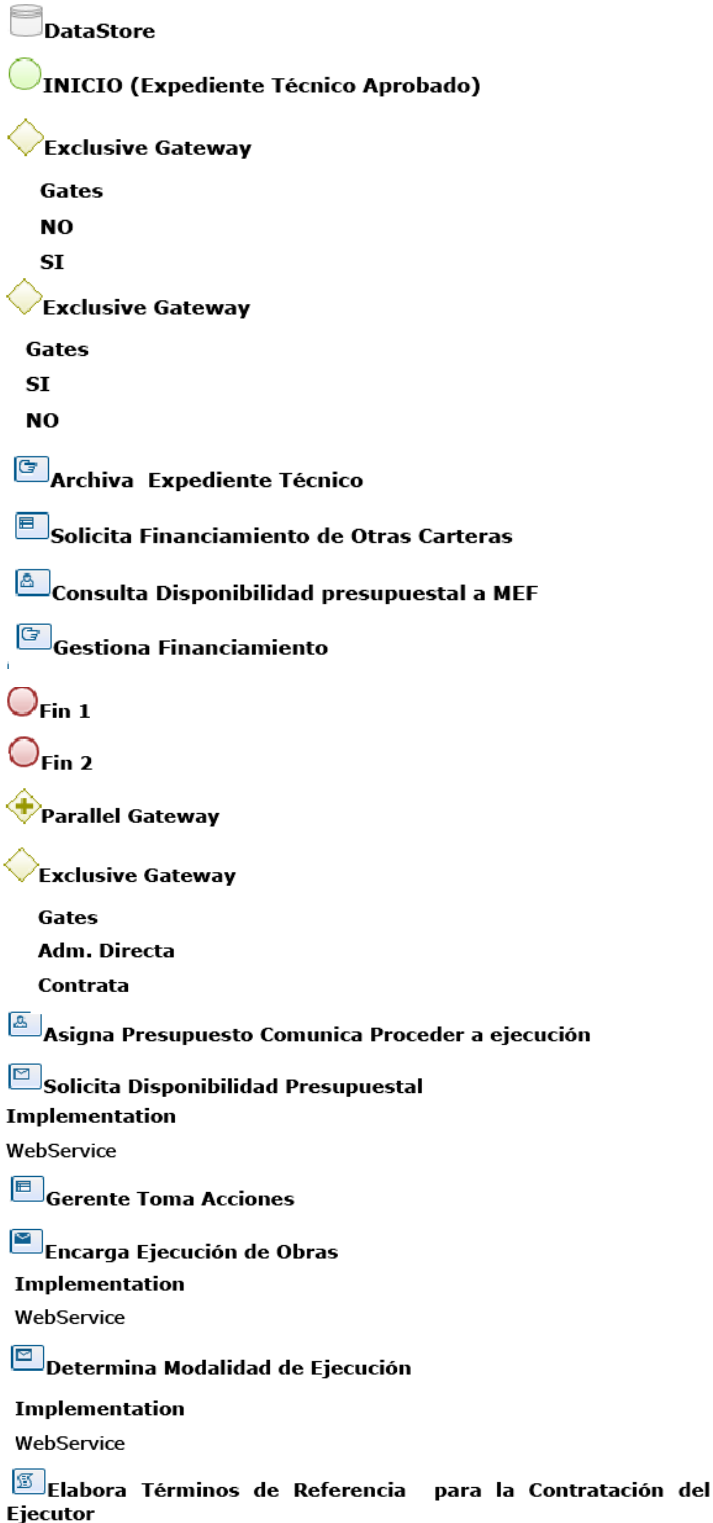 DataStore
INICIO (Expediente Técnico Aprobado)
Exclusive Gateway
Gates
NO
SI
Exclusive Gateway
Gates
SI
NO
Archiva Expediente Técnico
Solicita Financiamiento de Otras Carteras
Consulta Disponibilidad presupuestal a MEF
Gestiona Financiamiento
Fin 1
Fin 2
Parallel Gateway
Exclusive Gateway
Gates
Adm. Directa
Contrata
Asigna Presupuesto Comunica Proceder a ejecución
Solicita Disponibilidad Presupuestal
Implementation
WebService
Gerente Toma Acciones
Encarga Ejecución de Obras
Implementation
WebService
Determina Modalidad de Ejecución
Implementation
WebService
Elabora Términos de Referencia para la Contratación del
Ejecutor